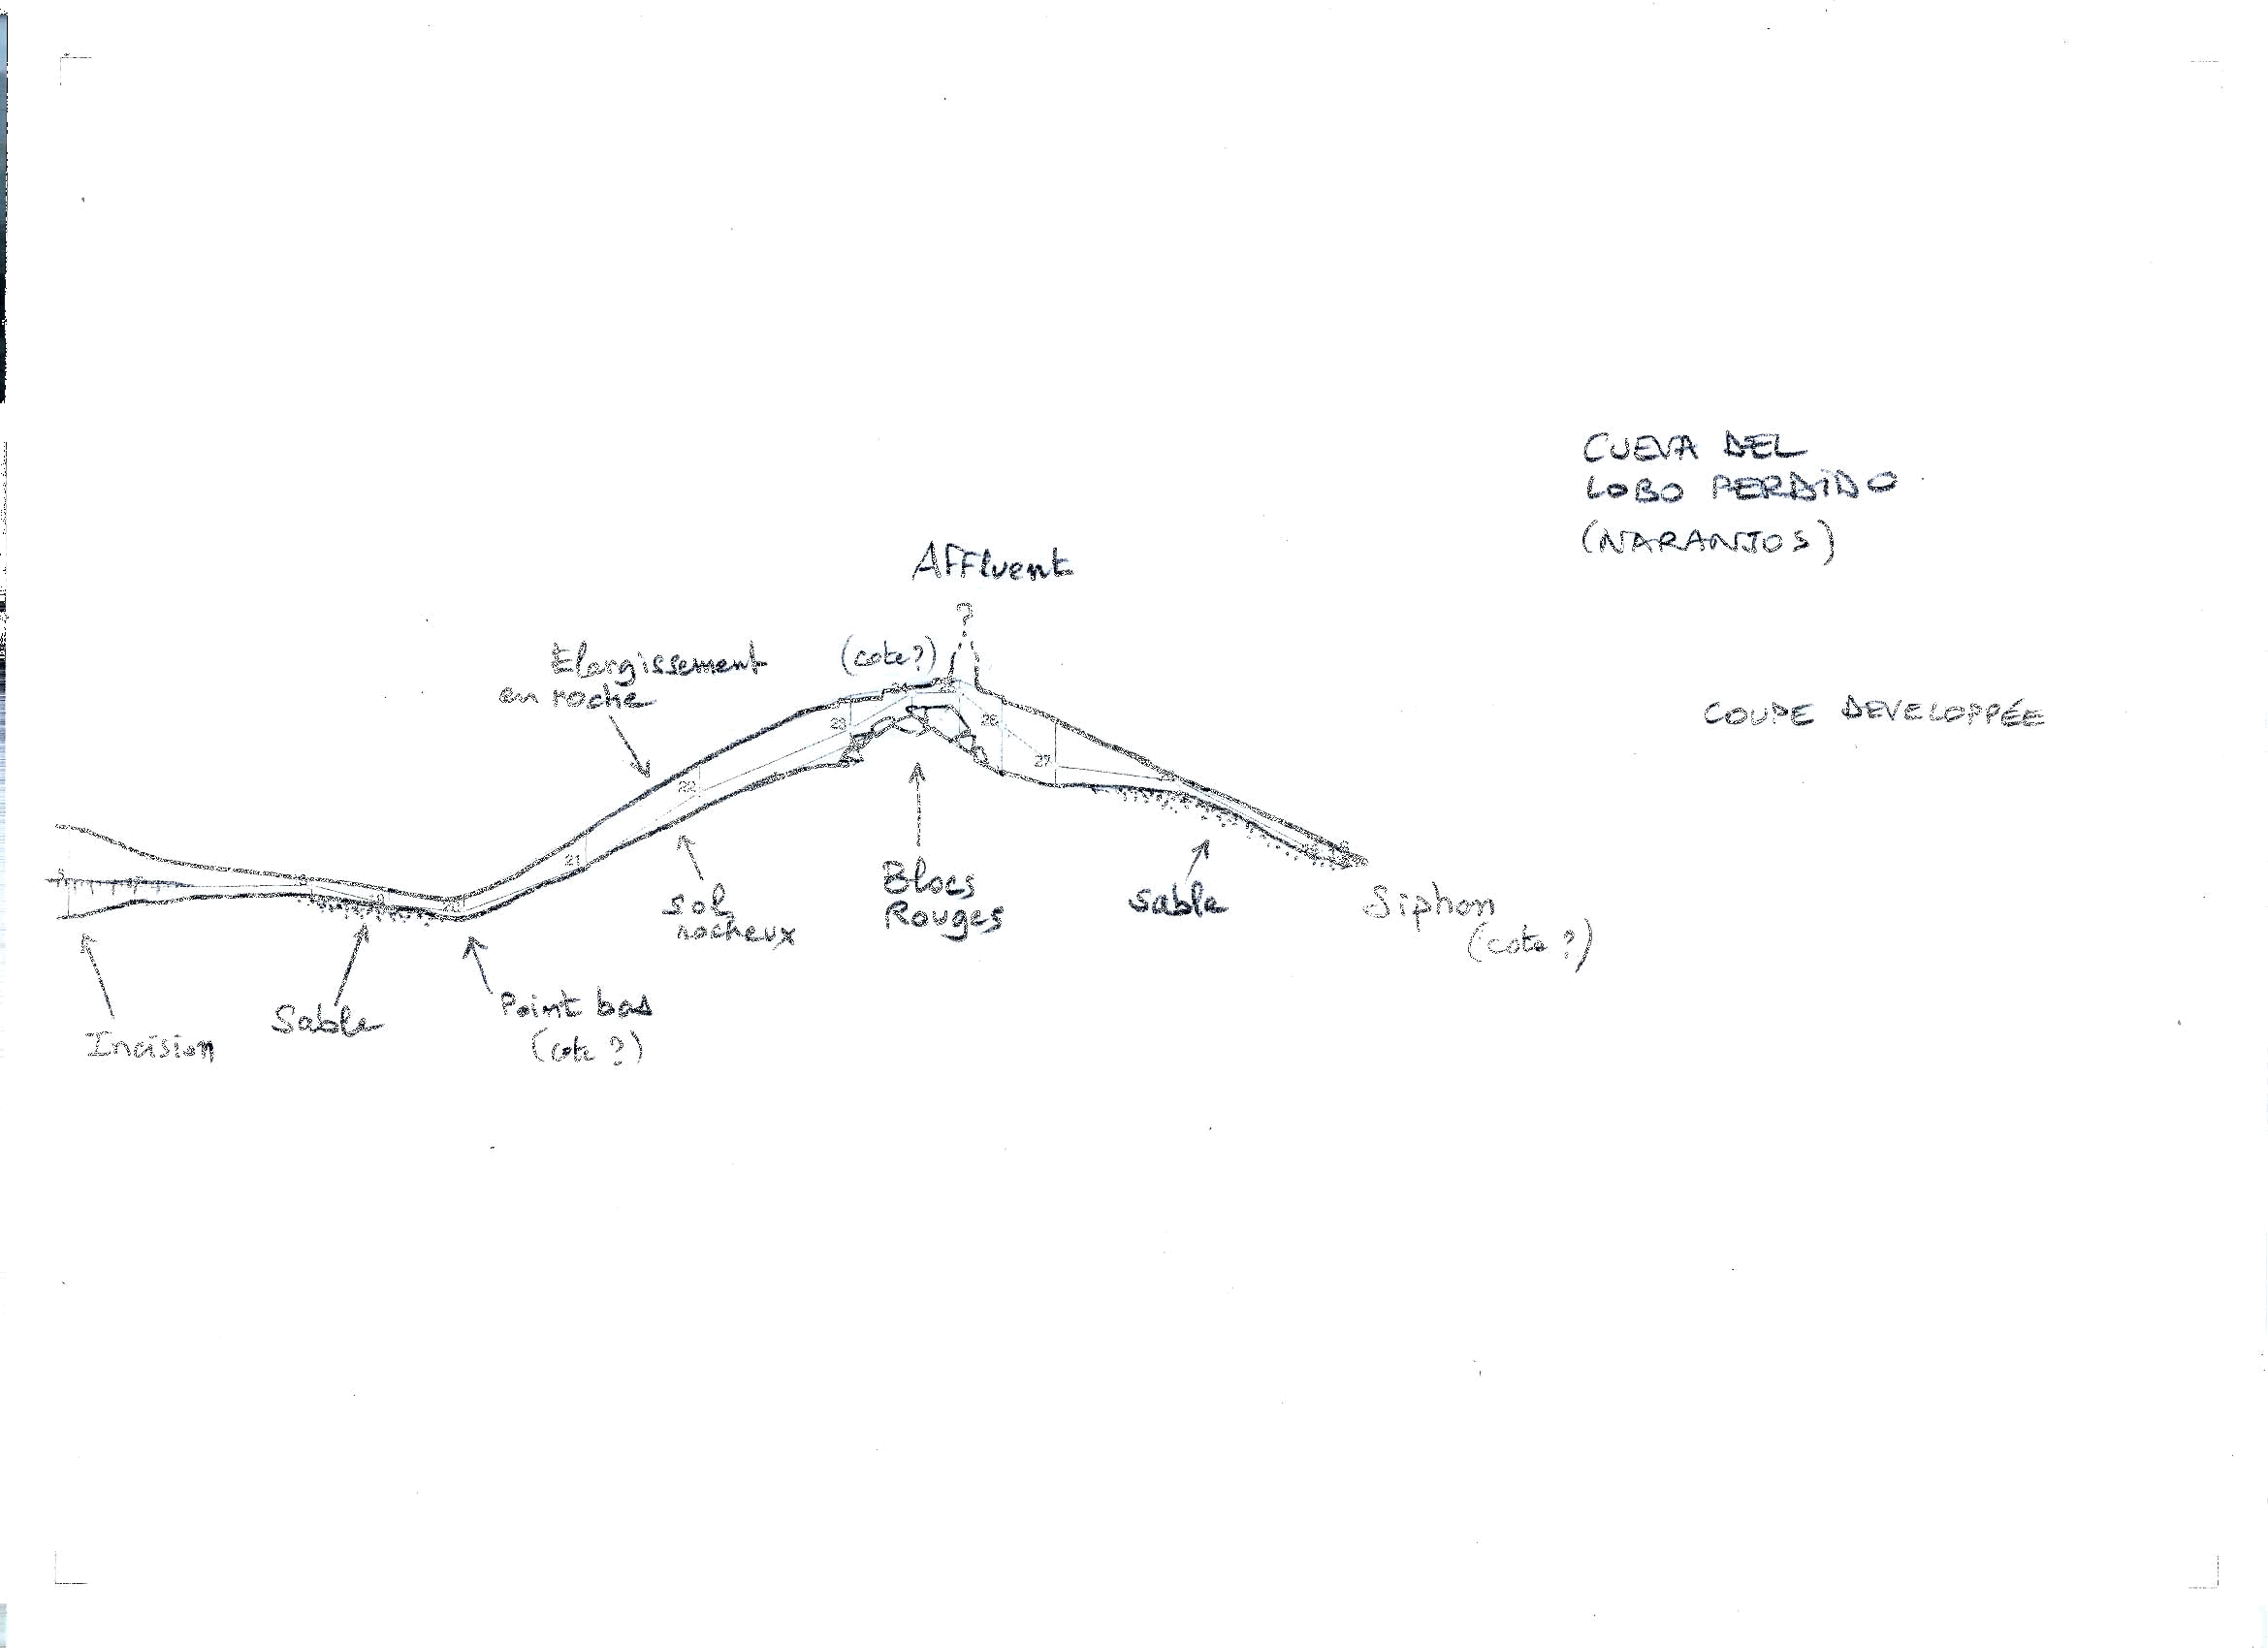 CUEVA DEL
LOBO PERDIDO
(NARANJOS)
COUPE DEVELOPPÉE
Affluent
?
(cote?)
Elargissement
en roche
24
23
26
22
27
21
Blocs
Rouges
sol
rocheux
Sable
Siphon
(cote ?)
Point bas
(cote ?)
Sable
Incision